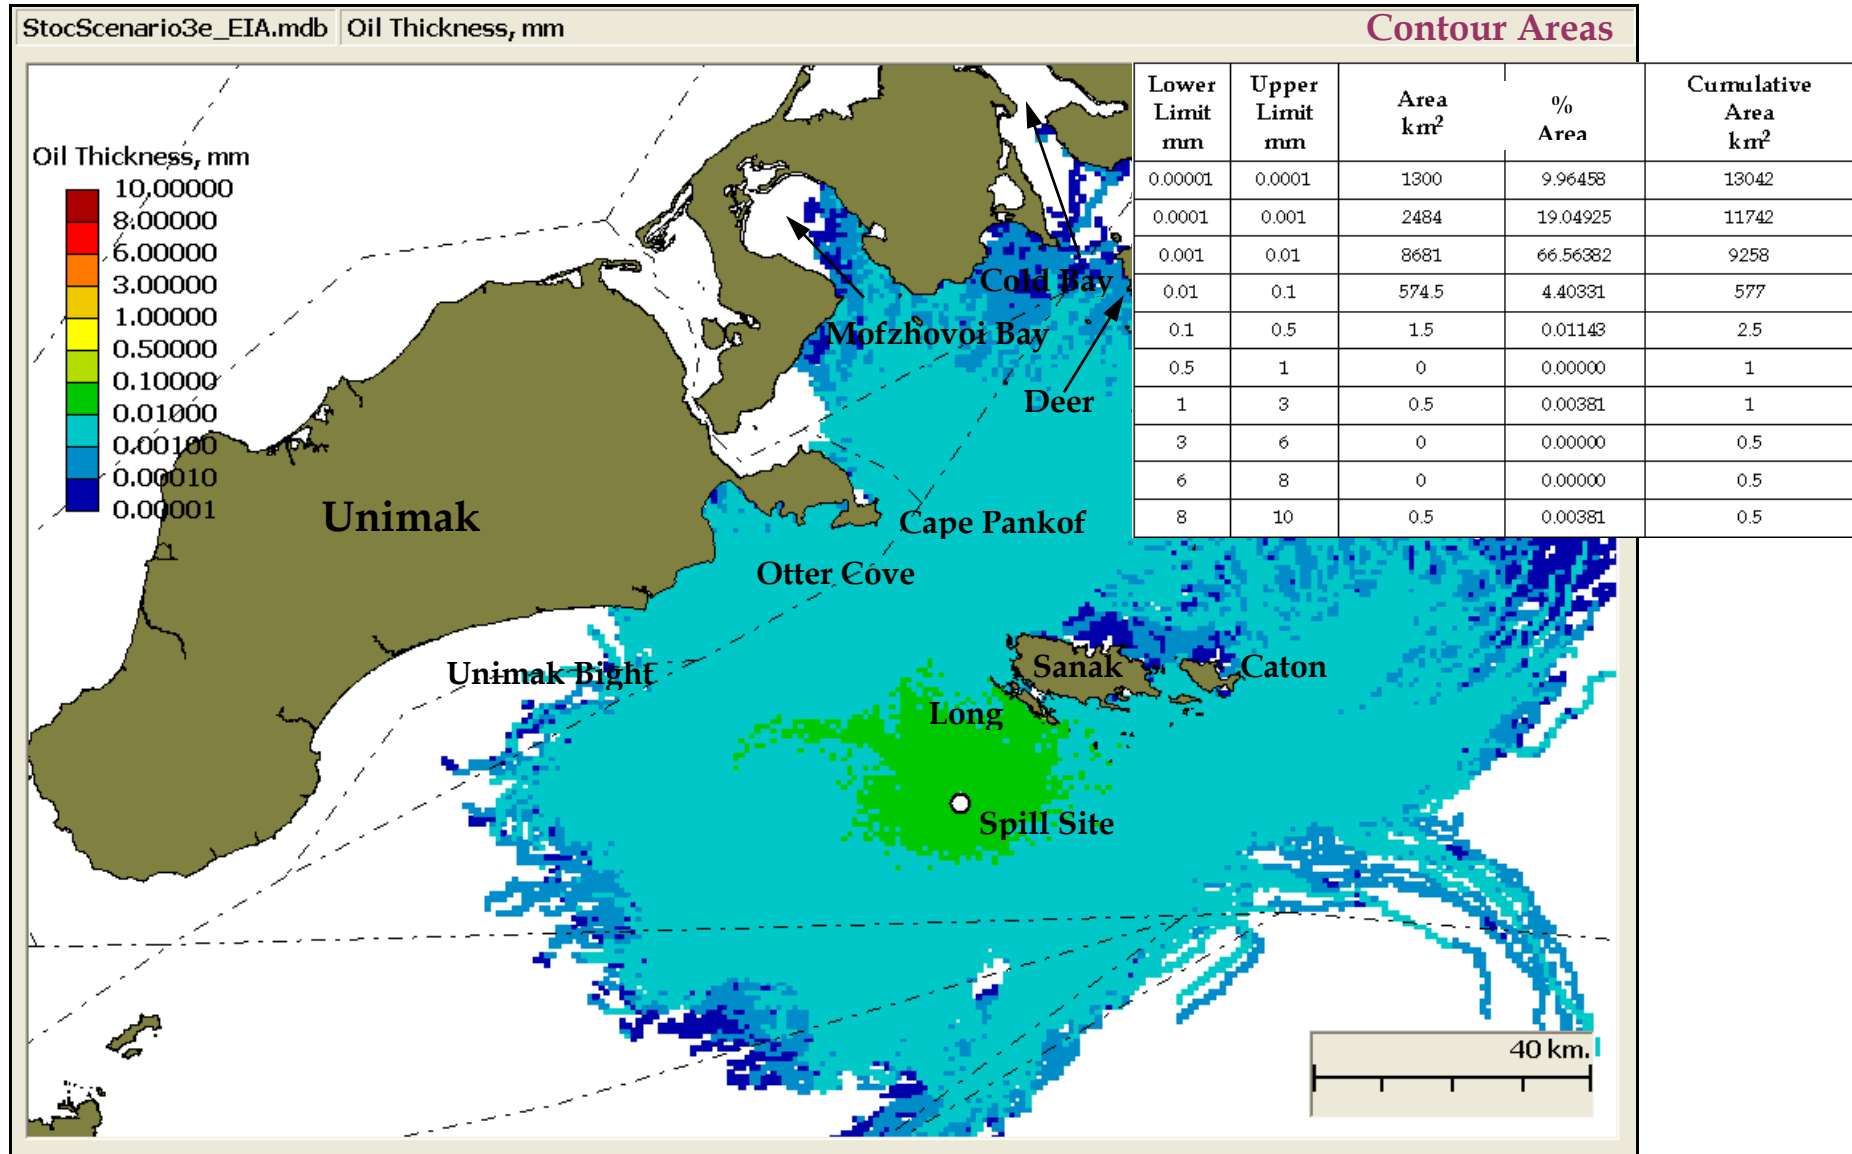 StocScenario3e_EIA.mdb Oil Thickness, mm
Contour Areas
Oil Thickness, mm
10.00000
8.00000
6.00000
3.00000
1.00000
0.50000
0.10000
0.01000
0.00100
0.00010
0.00001
Lower Limit mm Upper Limit mm Area km² % Area Cumulative Area km²
0.00001 0.0001 1300 9.96458 13042
0.0001 0.001 2484 19.04925 11742
0.001 0.01 8681 66.56382 9258
0.01 0.1 574.5 4.40331 577
0.1 0.5 1.5 0.01143 2.5
0.5 1 0 0.00000 1
1 3 0.5 0.00381 1
3 6 0 0.00000 0.5
6 8 0 0.00000 0.5
8 10 0.5 0.00381 0.5
Cold Bay
Mofzhovoi Bay
Deer
Unimak
Cape Pankof
Otter Cove
Unimak Bight
Sanak
Caton
Long
Spill Site
40 km.